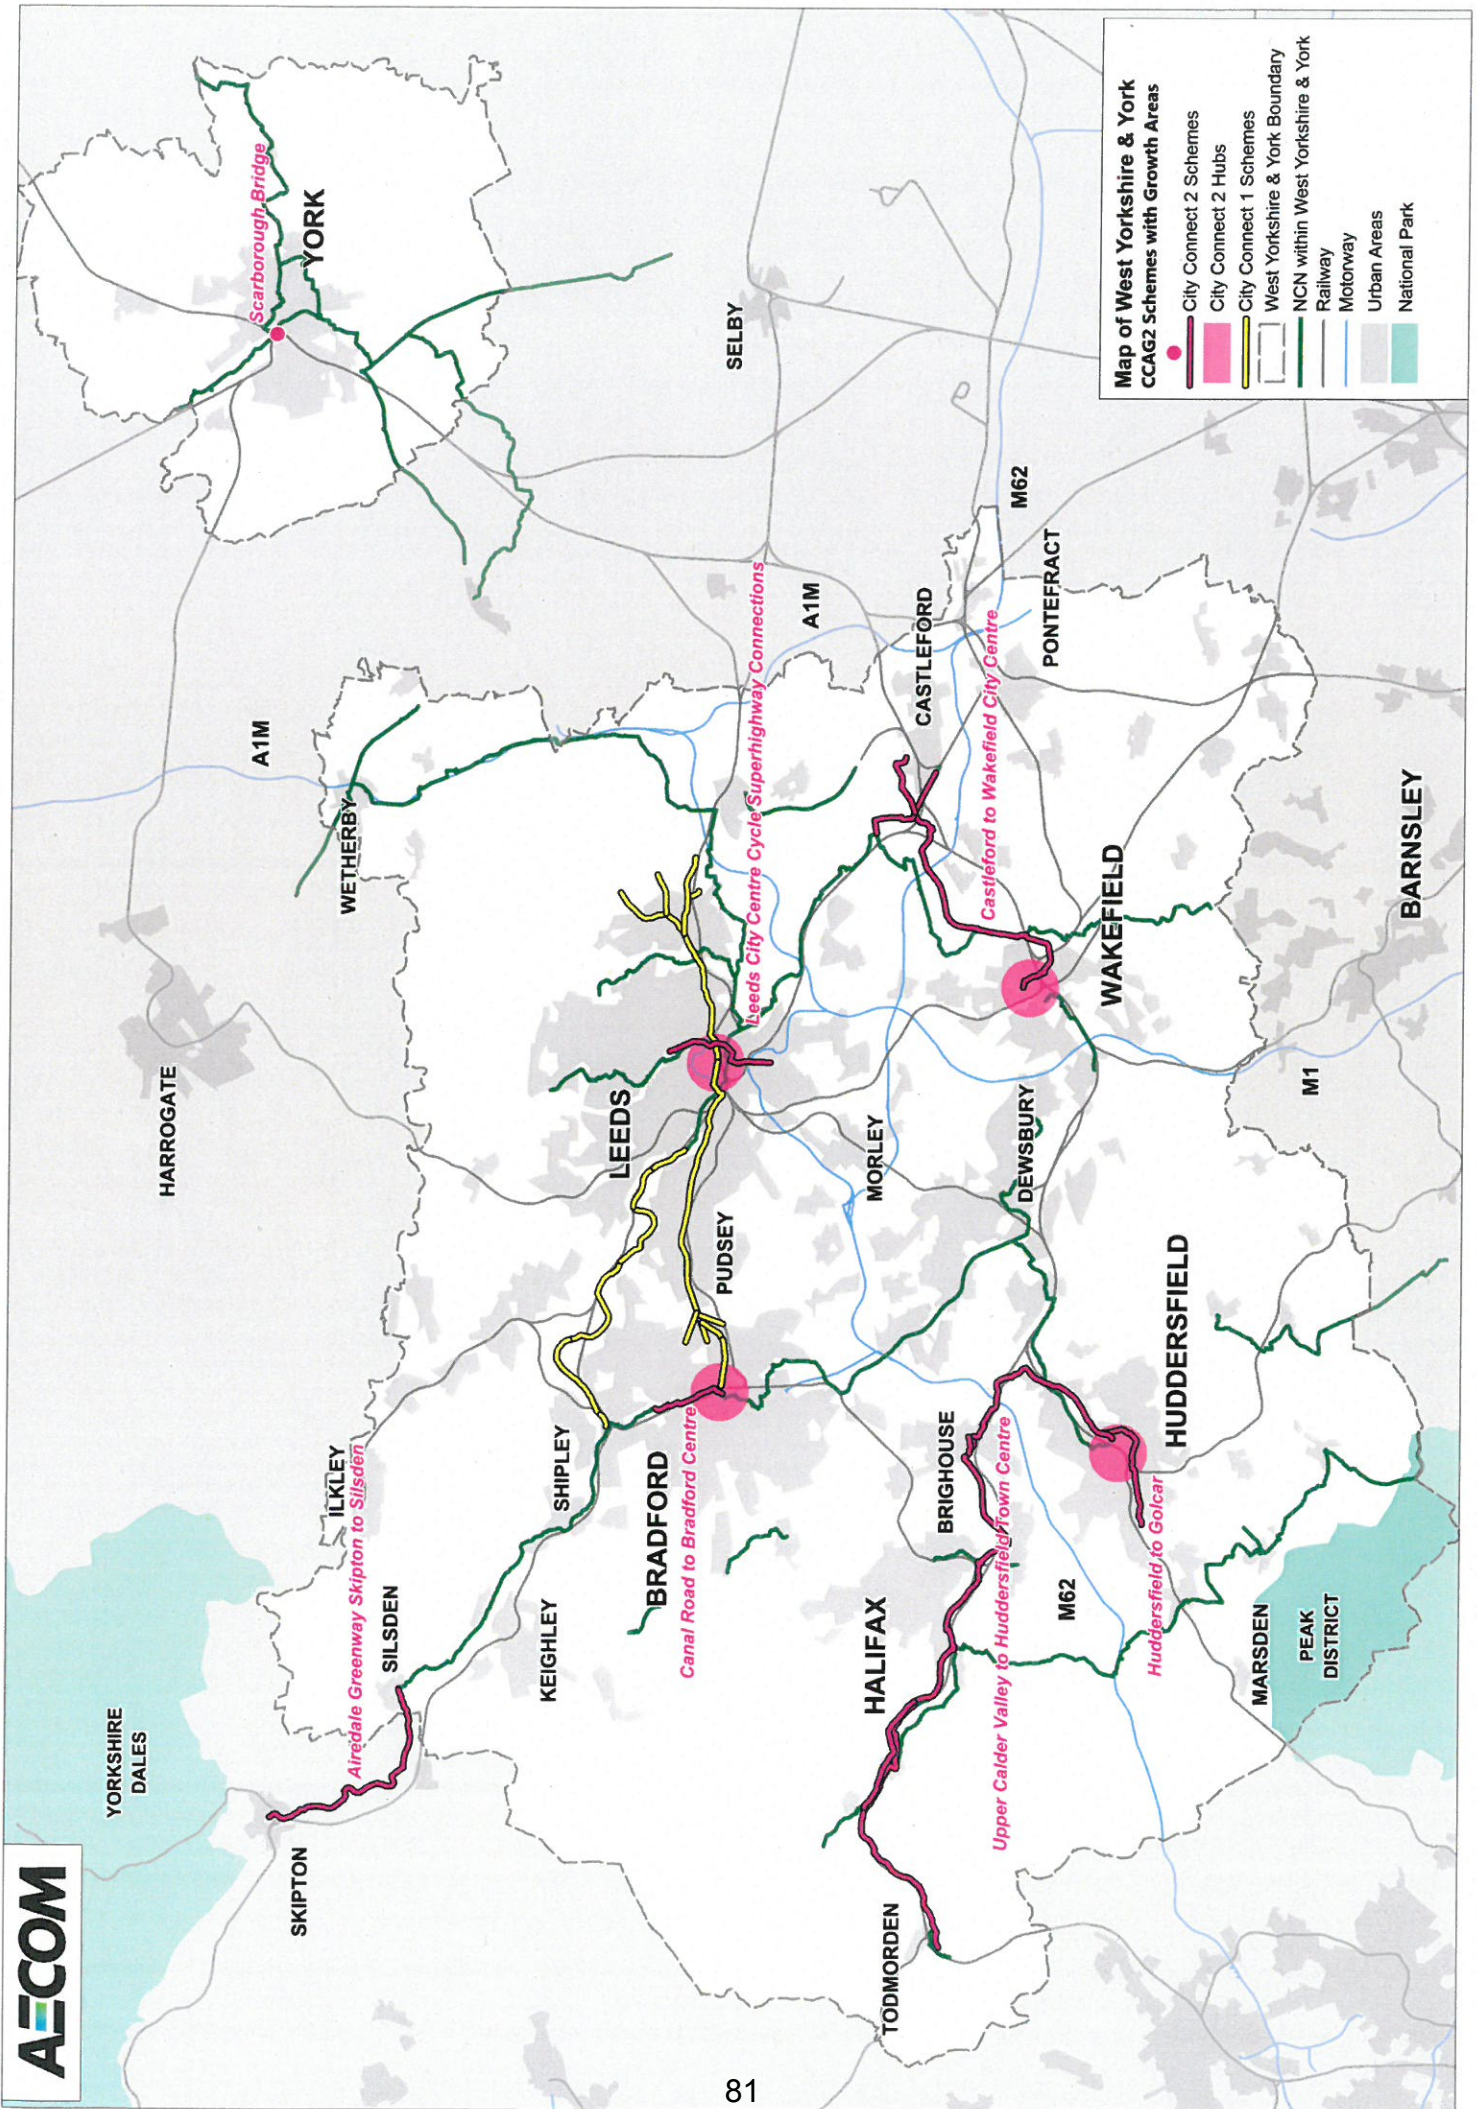 AECOM
YORKSHIRE
DALES
SKIPTON
Airedale Greenway Skipton to Silsden
SILSDEN
ILKLEY
HARROGATE
A1M
WETHERBY
Scarborough Bridge
YORK
KEIGHLEY
SHIPLEY
BRADFORD
Canal Road to Bradford Centre
PUDSEY
LEEDS
Leeds City Centre Cycle Superhighway Connections
A1M
SELBY
TODMORDEN
HALIFAX
BRIGHOUSE
MORLEY
CASTLEFORD
Castleford to Wakefield City Centre
M62
PONTEFRACT
Upper Calder Valley to Huddersfield Town Centre
M62
DEWSBURY
WAKEFIELD
Huddersfield to Golcar
HUDDERSFIELD
MARSDEN
PEAK
DISTRICT
M1
BARNSLEY
Map of West Yorkshire & York
CCAG2 Schemes with Growth Areas
City Connect 2 Schemes
City Connect 2 Hubs
City Connect 1 Schemes
West Yorkshire & York Boundary
NCN within West Yorkshire & York
Railway
Motorway
Urban Areas
National Park
81